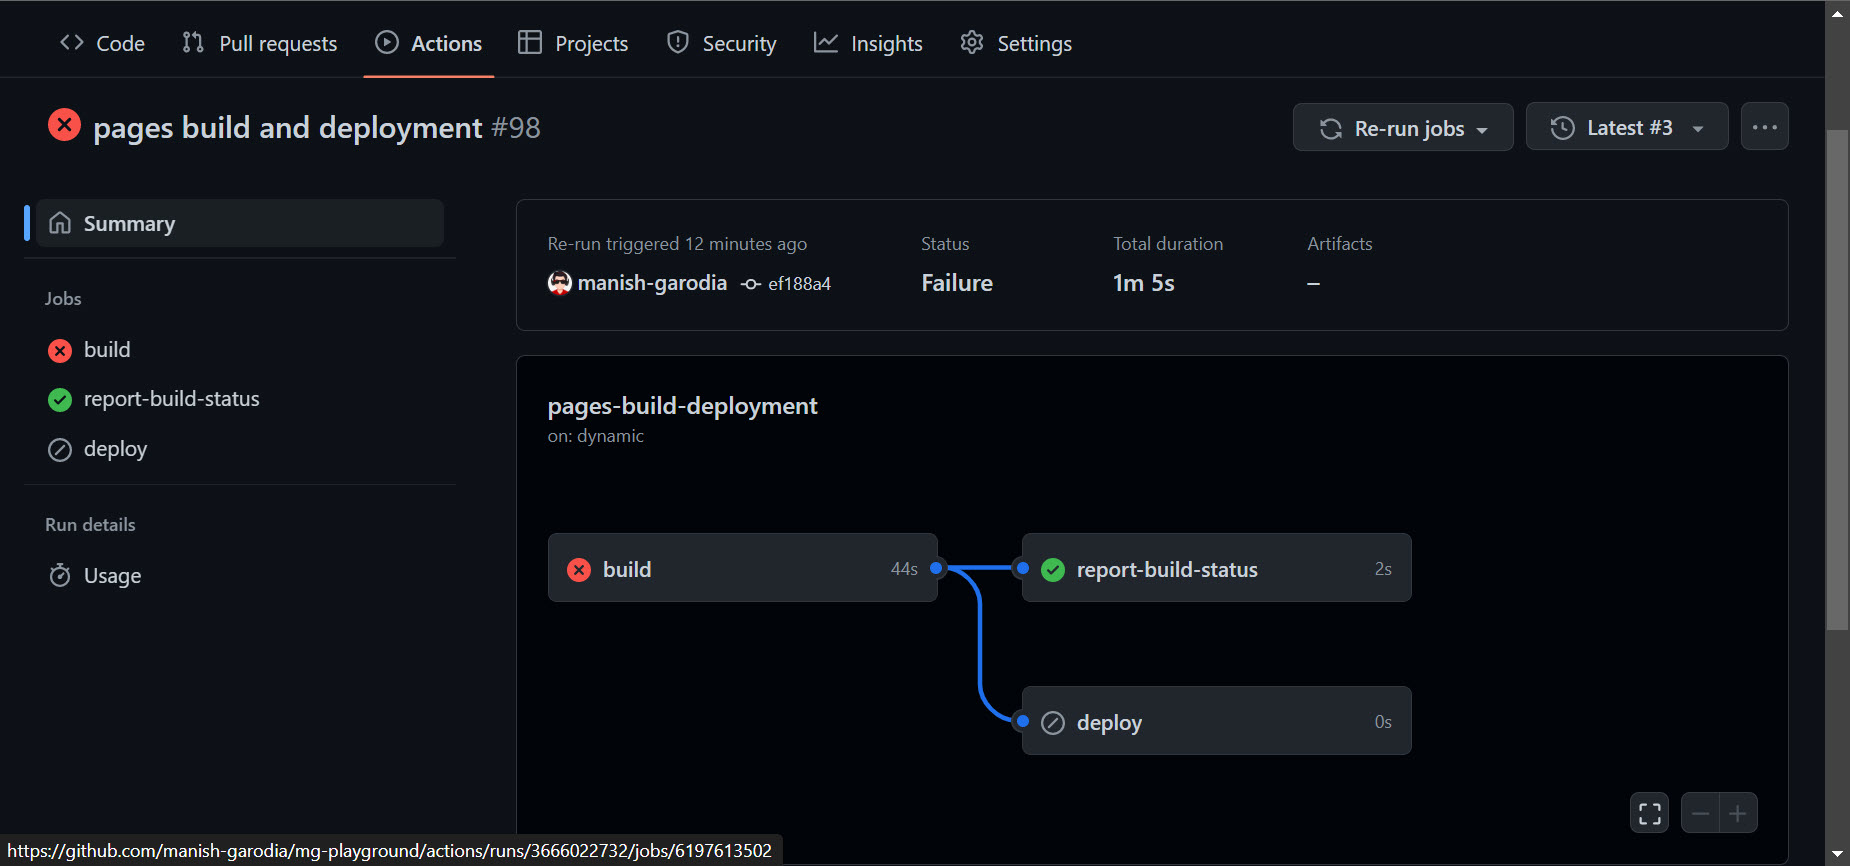 Code Pull requests Actions Projects Security Insights Settings
pages build and deployment #98
Re-run jobs Latest #3
Summary
Jobs
build
report-build-status
deploy
Run details
Usage
Re-run triggered 12 minutes ago
manish-garodia ef188a4
Status
Failure
Total duration
1m 5s
Artifacts
–
pages-build-deployment
on: dynamic
build 44s
report-build-status 2s
deploy 0s
https://github.com/manish-garodia/mg-playground/actions/runs/3666022732/jobs/6197613502